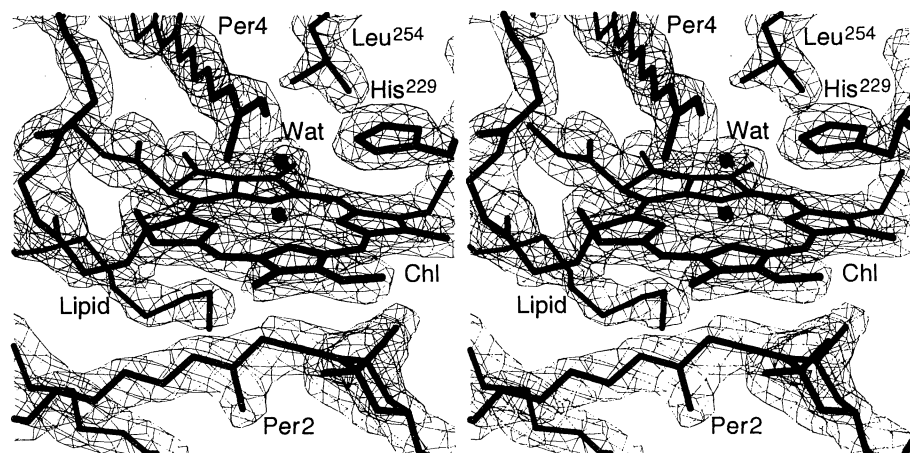 Per4 Per4
Leu²⁵⁴ Leu²⁵⁴
His²²⁹ His²²⁹
Wat Wat
Chl Chl
Lipid Lipid
Per2 Per2